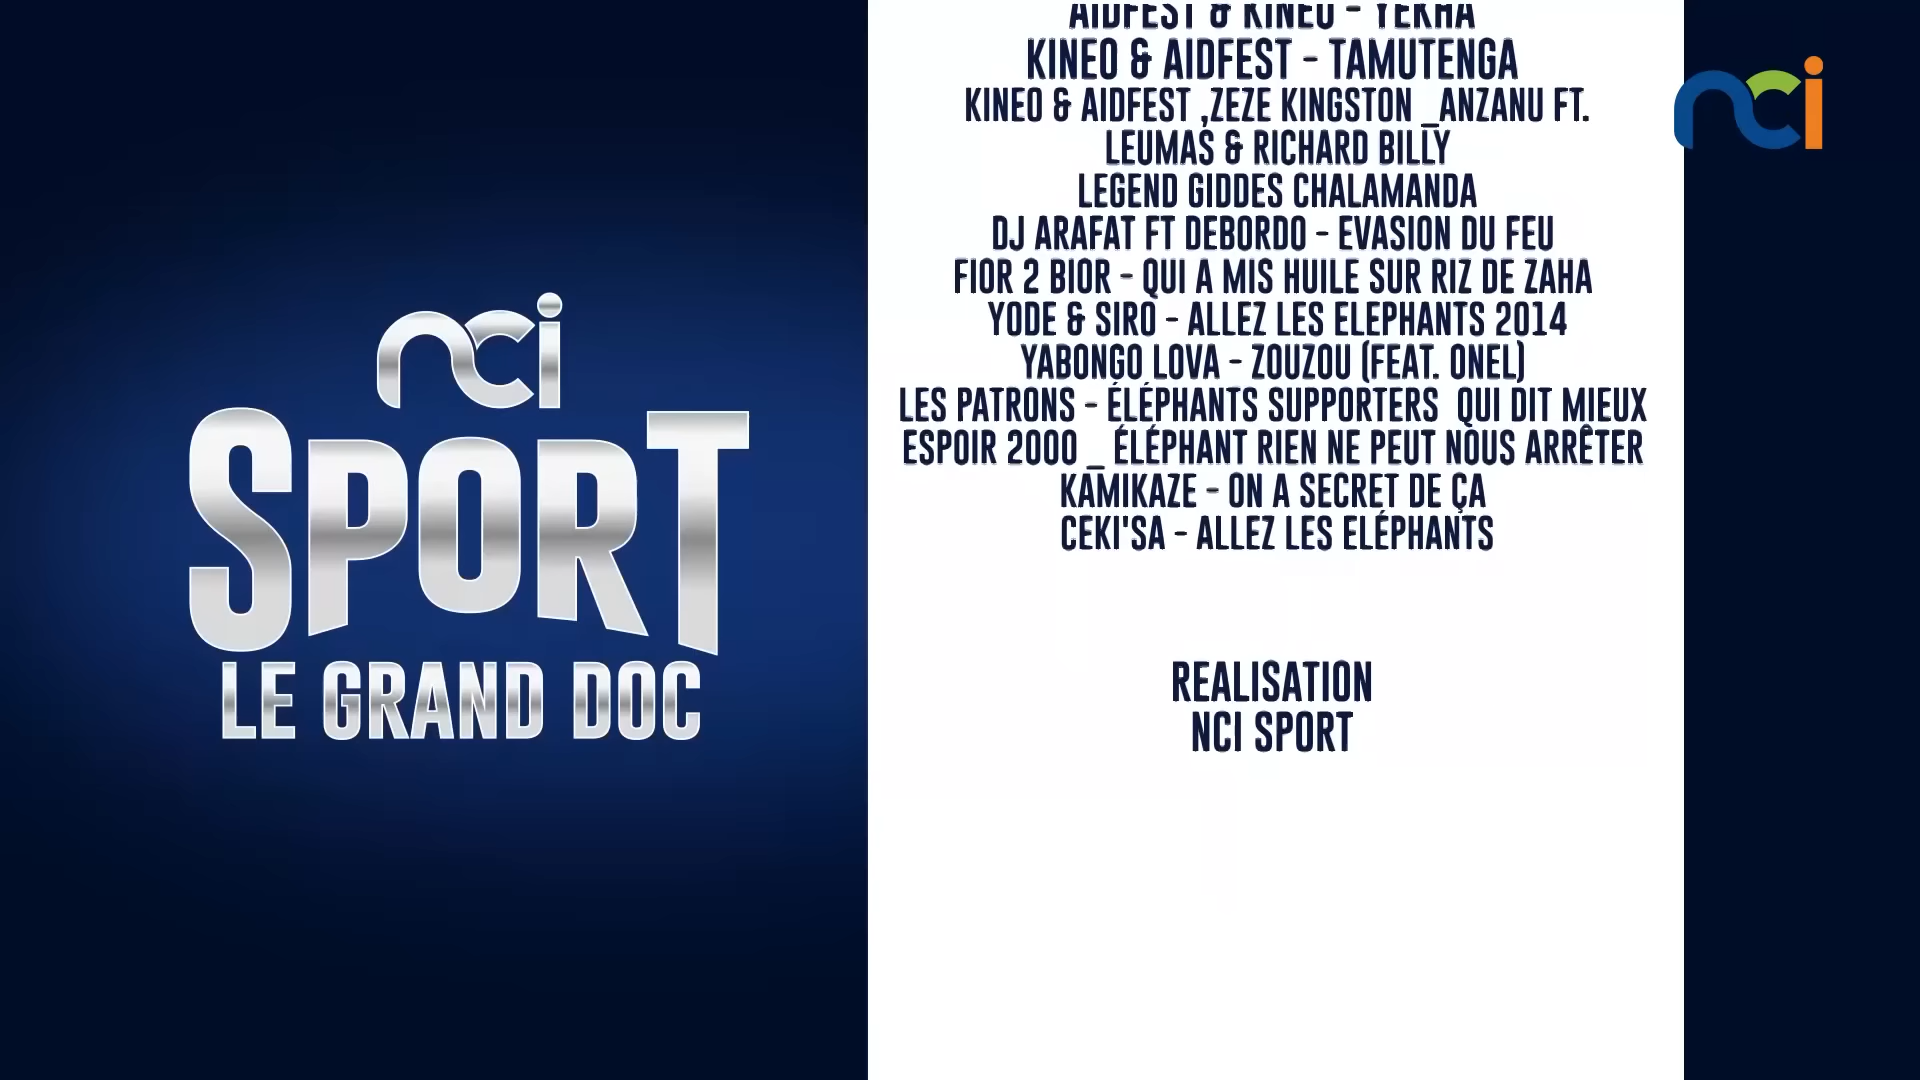 nci
SPORT
LE GRAND DOC
AIDFEST & KINEO - YEKHA
KINEO & AIDFEST - TAMUTENGA
KINEO & AIDFEST ,ZEZE KINGSTON _ANZANU FT.
LEUMAS & RICHARD BILLY
LEGEND GIDDES CHALAMANDA
DJ ARAFAT FT DEBORDO - EVASION DU FEU
FIOR 2 BIOR - QUI A MIS HUILE SUR RIZ DE ZAHA
YODE & SIRO - ALLEZ LES ELEPHANTS 2014
YABONGO LOVA - ZOUZOU (FEAT. ONEL)
LES PATRONS - ÉLÉPHANTS SUPPORTERS  QUI DIT MIEUX
ESPOIR 2000 _ ÉLÉPHANT RIEN NE PEUT NOUS ARRÊTER
KAMIKAZE - ON A SECRET DE ÇA
CEKI'SA - ALLEZ LES ELÉPHANTS
REALISATION
NCI SPORT
nci